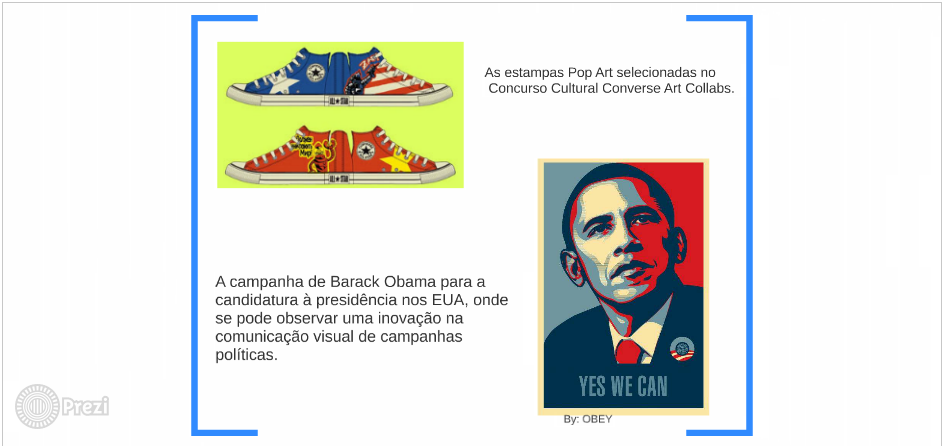 As estampas Pop Art selecionadas no
Concurso Cultural Converse Art Collabs.
A campanha de Barack Obama para a
candidatura à presidência nos EUA, onde
se pode observar uma inovação na
comunicação visual de campanhas
políticas.
YES WE CAN
By: OBEY
Prezi